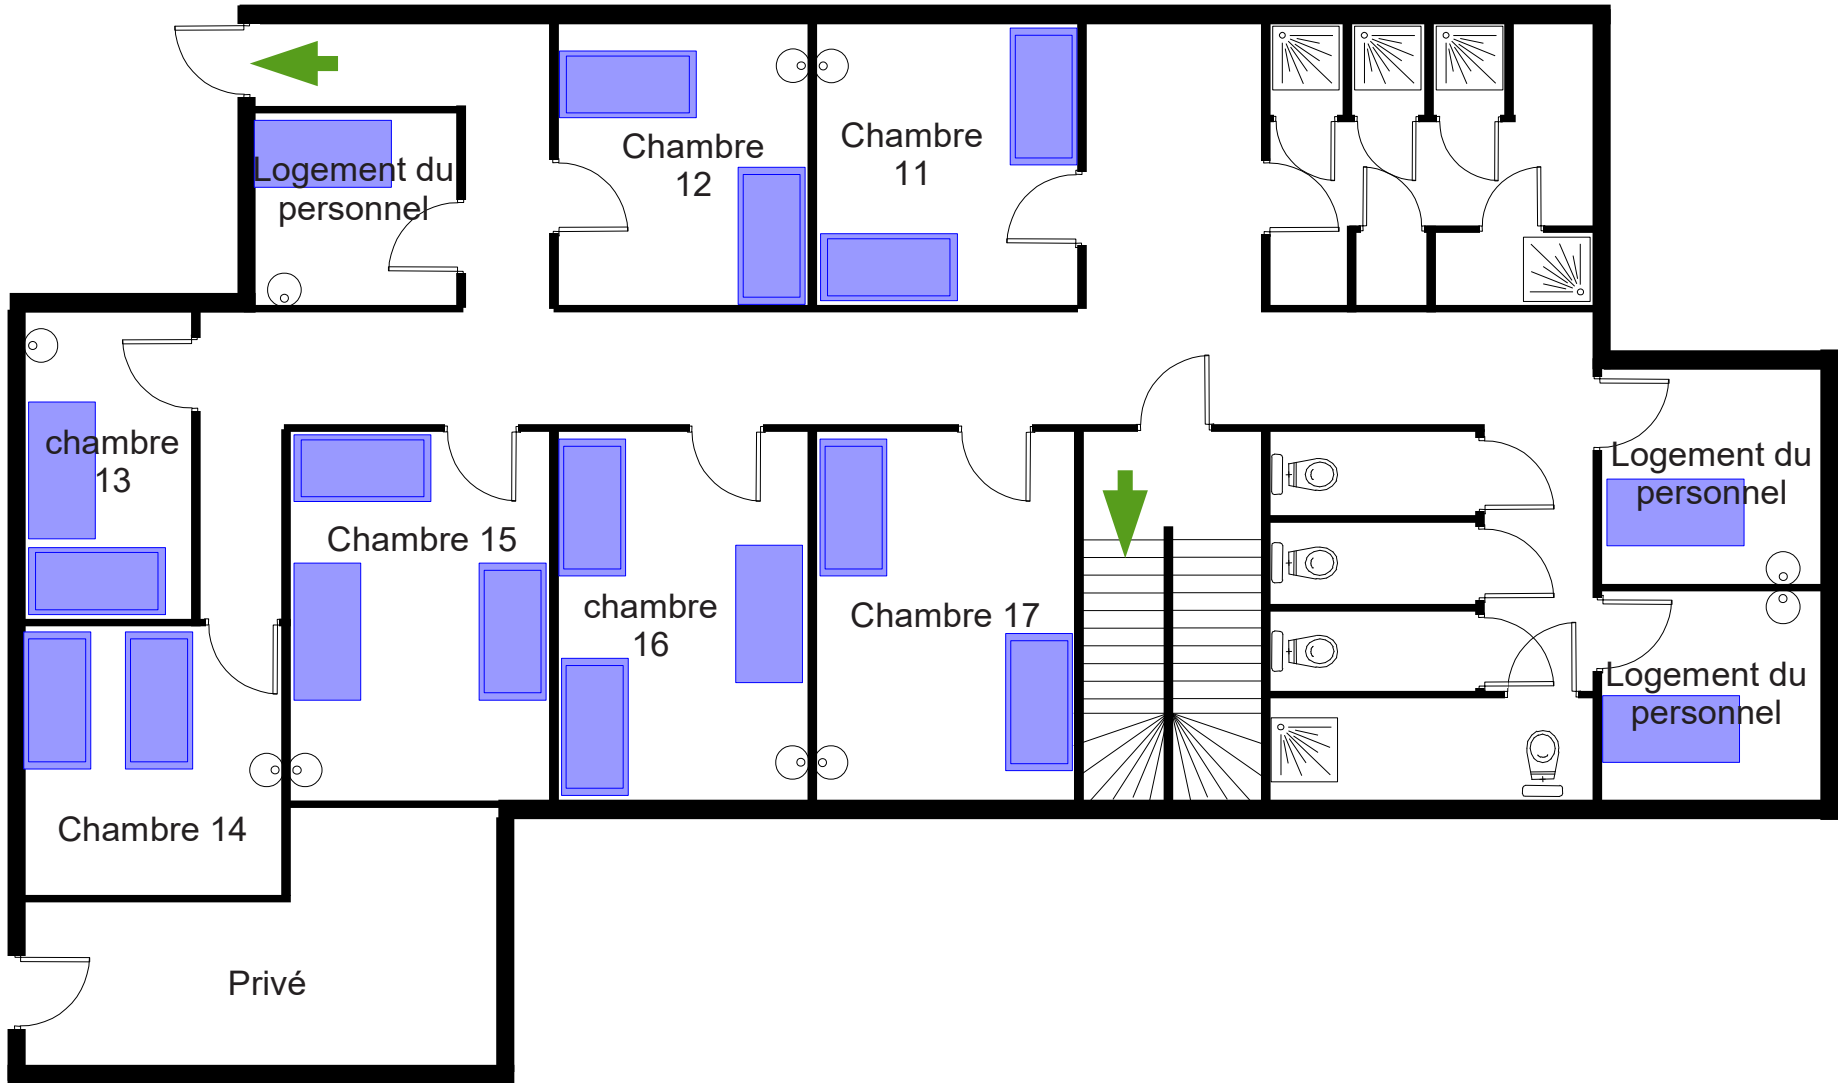 Chambre
12
Chambre
11
Logement du
personnel
chambre
13
Chambre 15
chambre
16
Chambre 17
Logement du
personnel
Logement du
personnel
Chambre 14
Privé